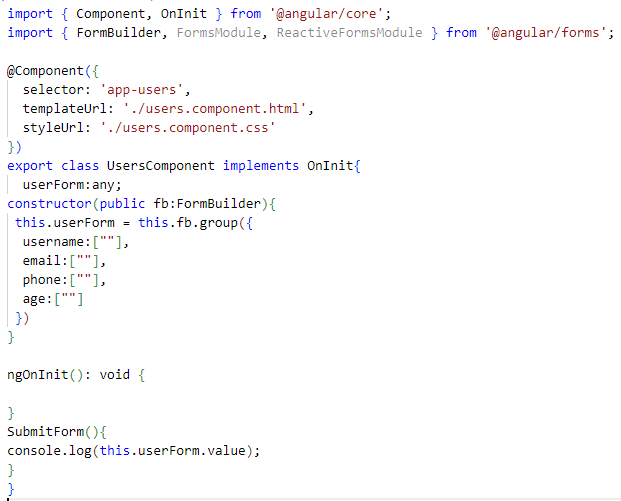 import { Component, OnInit } from '@angular/core';
import { FormBuilder, FormsModule, ReactiveFormsModule } from '@angular/forms';
@Component({
selector: 'app-users',
templateUrl: './users.component.html',
styleUrl: './users.component.css'
})
export class UsersComponent implements OnInit{
userForm:any;
constructor(public fb:FormBuilder){
this.userForm = this.fb.group({
username:[""],
email:[""],
phone:[""],
age:[""]
})
}
ngOnInit(): void {
}
SubmitForm(){
console.log(this.userForm.value);
}
}